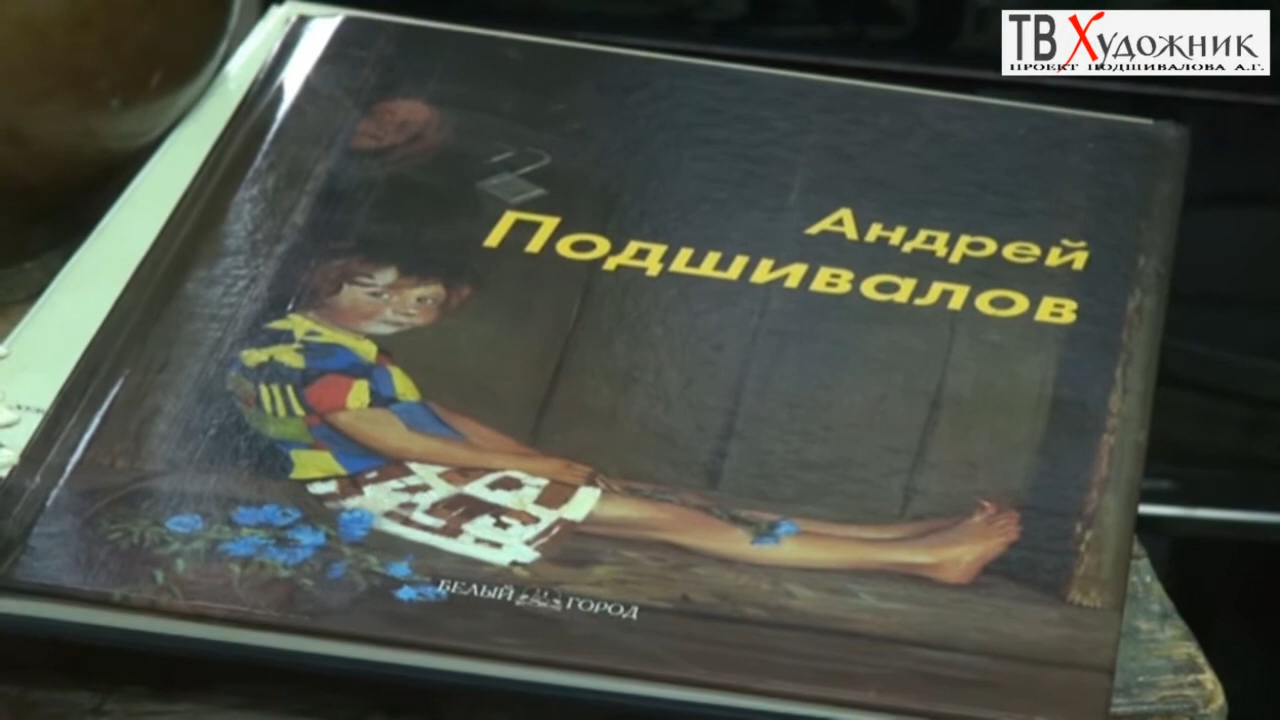 ТВ Художник
ПРОЕКТ ПОДШИВАЛОВА А.Г.
Андрей
Подшивалов
БЕЛЫЙ ГОРОД